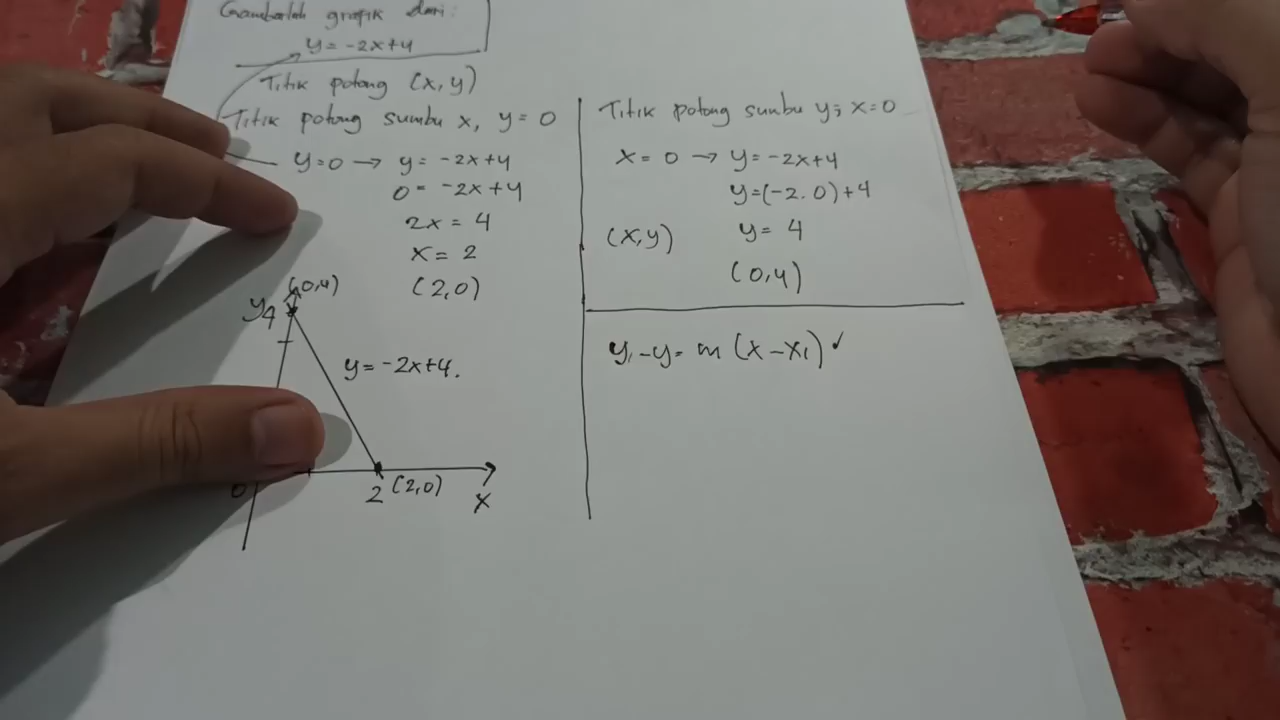 Gambarlah grafik dari:
y = -2x+4
Titik potong (x,y)
Titik potong sumbu x, y = 0
y=0 → y = -2x+4
0 = -2x+4
2x = 4
x = 2
(2,0)
(0,4)
y
4
y = -2x+4.
0
2
(2,0)
x
Titik potong sumbu y; x=0
x = 0 → y = -2x+4
y=(-2.0)+4
(x,y)
y = 4
(0,4)
y₁-y = m (x-x₁) ✓